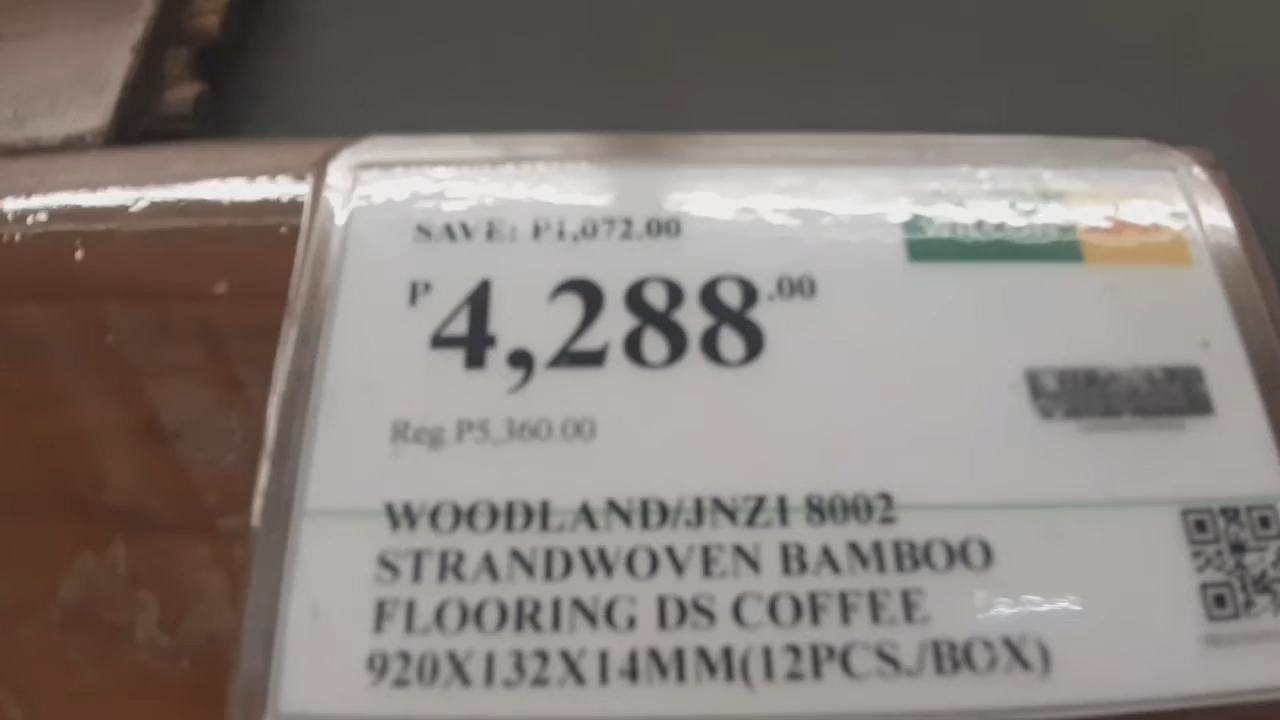 SAVE: P1,072.00
P4,288.00
Reg.P5,360.00
WOODLAND/JNZI 8002
STRANDWOVEN BAMBOO
FLOORING DS COFFEE
920X132X14MM(12PCS./BOX)